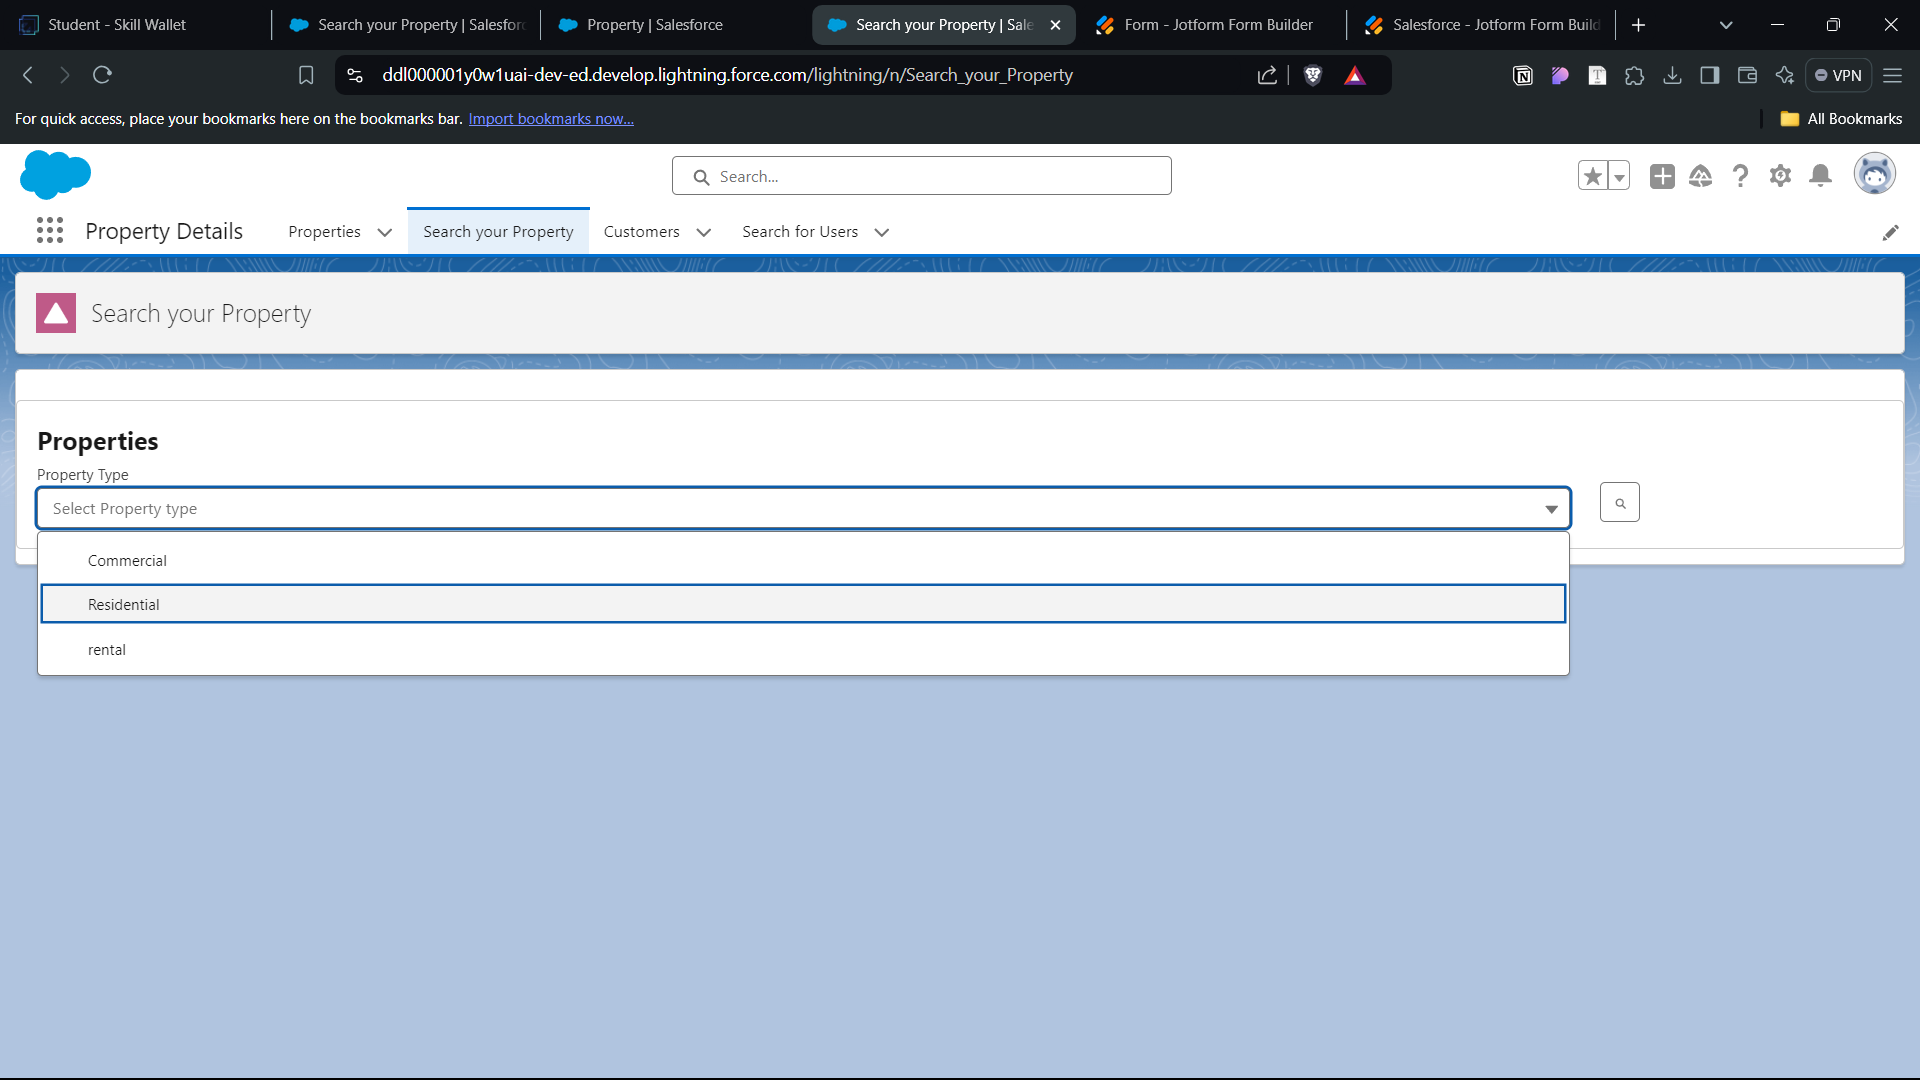 Student - Skill Wallet
Search your Property | Salesforc
Property | Salesforce
Search your Property | Sale
Form - Jotform Form Builder
Salesforce - Jotform Form Build
ddl000001y0w1uai-dev-ed.develop.lightning.force.com/lightning/n/Search_your_Property
VPN
For quick access, place your bookmarks here on the bookmarks bar. Import bookmarks now...
All Bookmarks
Search...
Property Details
Properties
Search your Property
Customers
Search for Users
Search your Property
Properties
Property Type
Select Property type
Commercial
Residential
rental